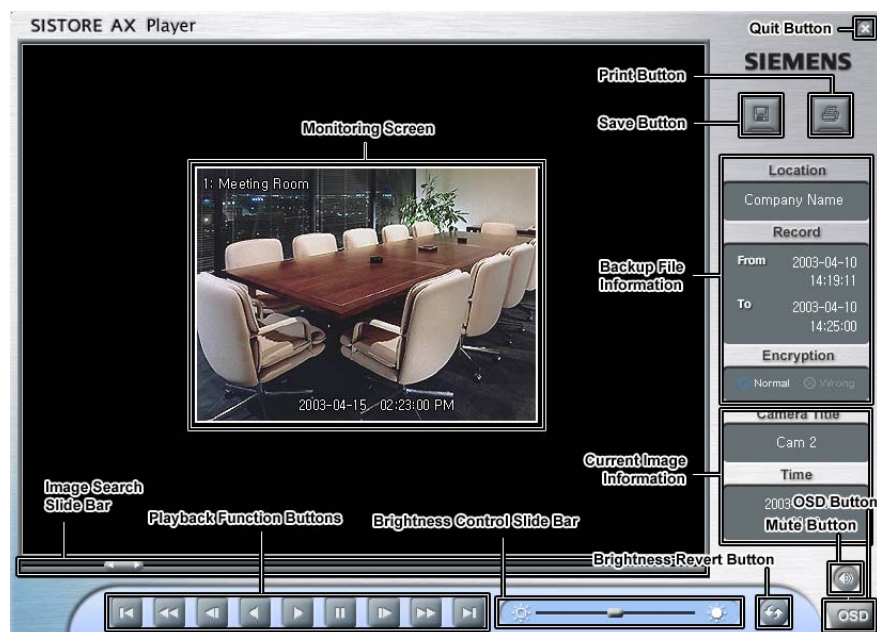 SISTORE AX Player
Quit Button
SIEMENS
Print Button
Save Button
Monitoring Screen
1: Meeting Room
2003-04-15 02:23:00 PM
Location
Company Name
Record
From 2003-04-10
14:19:11
To 2003-04-10
14:25:00
Backup File
Information
Encryption
Normal Wrong
Camera Title
Cam 2
Current Image
Information
Time
2003
OSD Button
Mute Button
Image Search
Slide Bar
Playback Function Buttons
Brightness Control Slide Bar
Brightness Revert Button
OSD